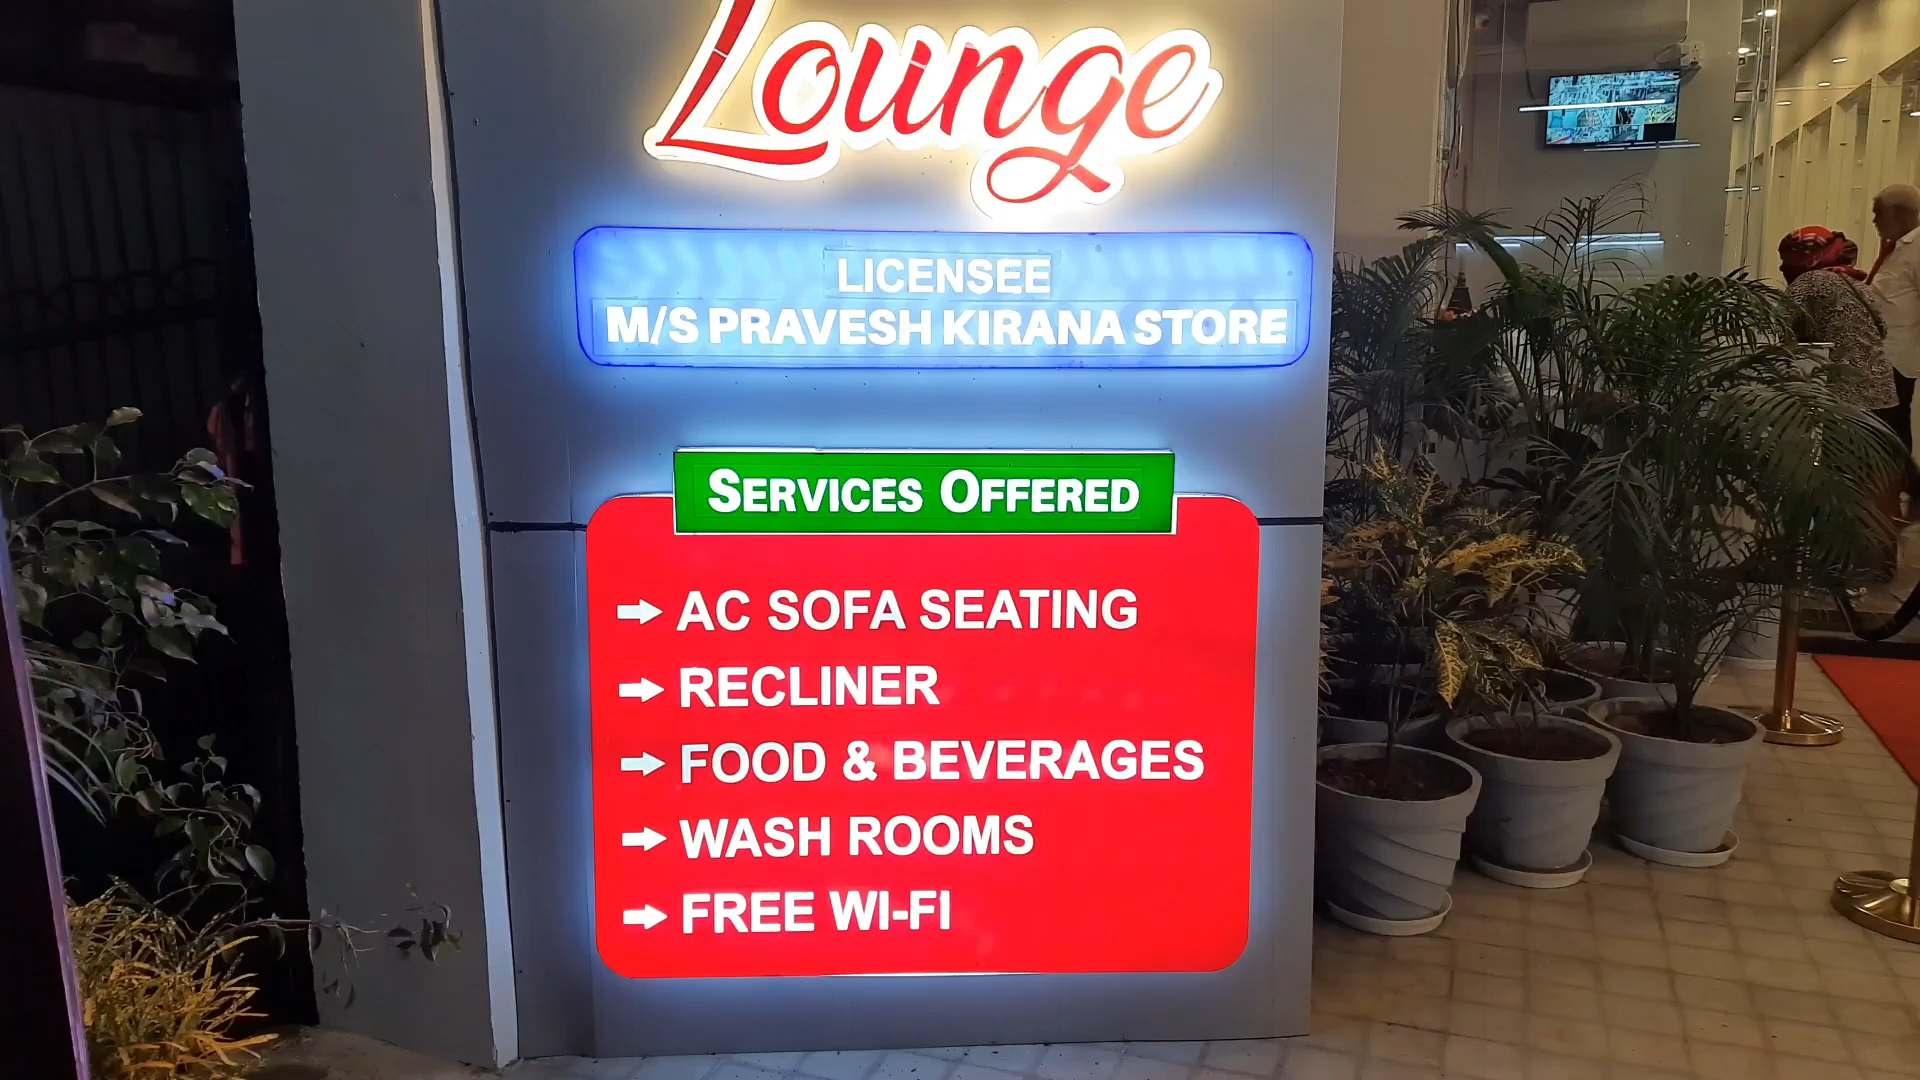 Lounge
LICENSEE
M/S PRAVESH KIRANA STORE
SERVICES OFFERED
AC SOFA SEATING
RECLINER
FOOD & BEVERAGES
WASH ROOMS
FREE WI-FI